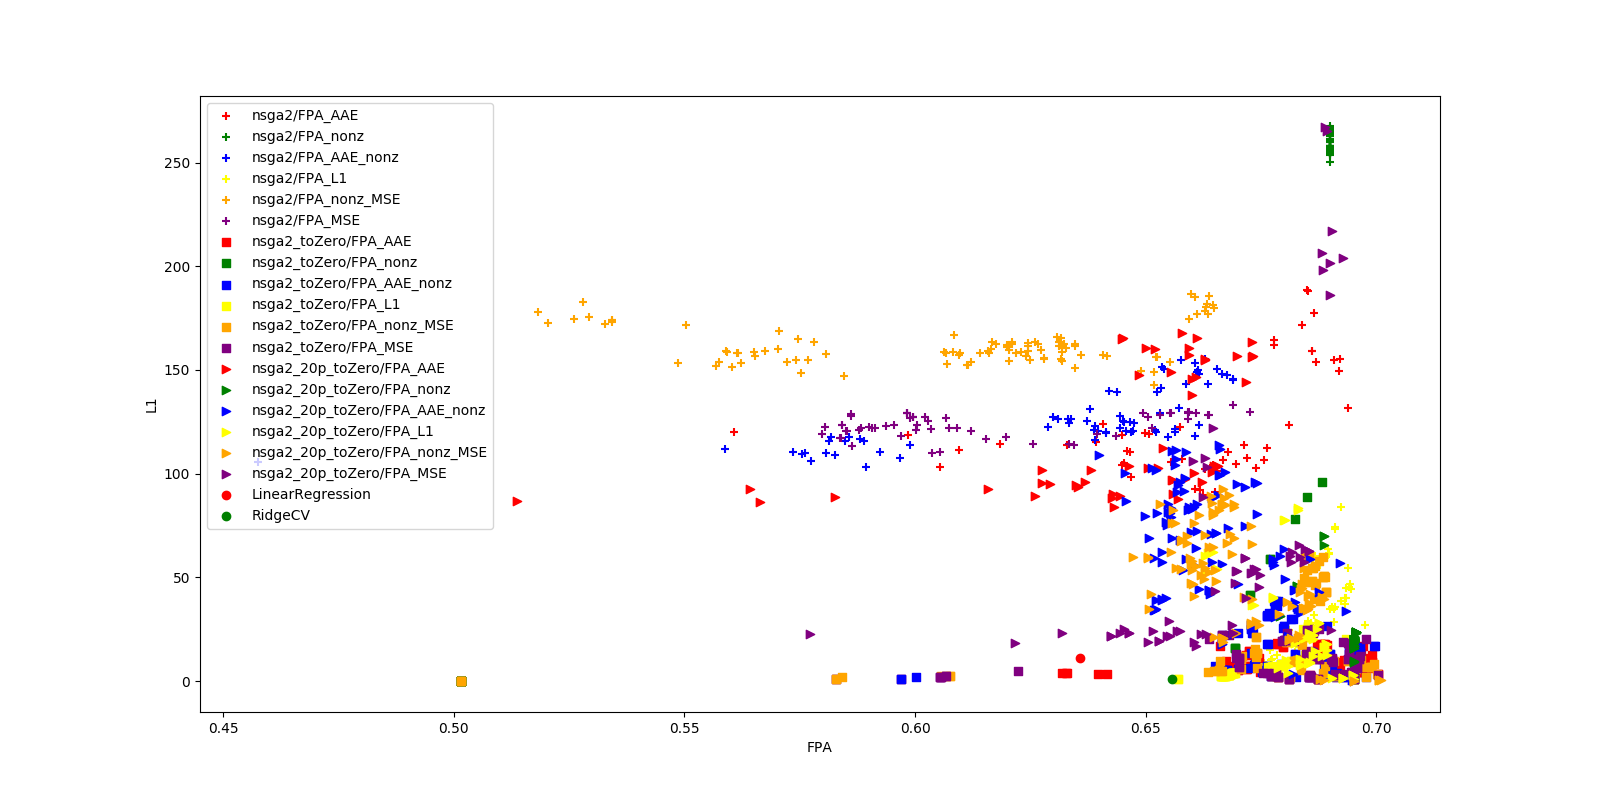 nsga2/FPA_AAE
nsga2/FPA_nonz
nsga2/FPA_AAE_nonz
nsga2/FPA_L1
nsga2/FPA_nonz_MSE
nsga2/FPA_MSE
nsga2_toZero/FPA_AAE
nsga2_toZero/FPA_nonz
nsga2_toZero/FPA_AAE_nonz
nsga2_toZero/FPA_L1
nsga2_toZero/FPA_nonz_MSE
nsga2_toZero/FPA_MSE
nsga2_20p_toZero/FPA_AAE
nsga2_20p_toZero/FPA_nonz
nsga2_20p_toZero/FPA_AAE_nonz
nsga2_20p_toZero/FPA_L1
nsga2_20p_toZero/FPA_nonz_MSE
nsga2_20p_toZero/FPA_MSE
LinearRegression
RidgeCV
250
200
150
100
50
0
L1
0.45 0.50 0.55 0.60 0.65 0.70
FPA